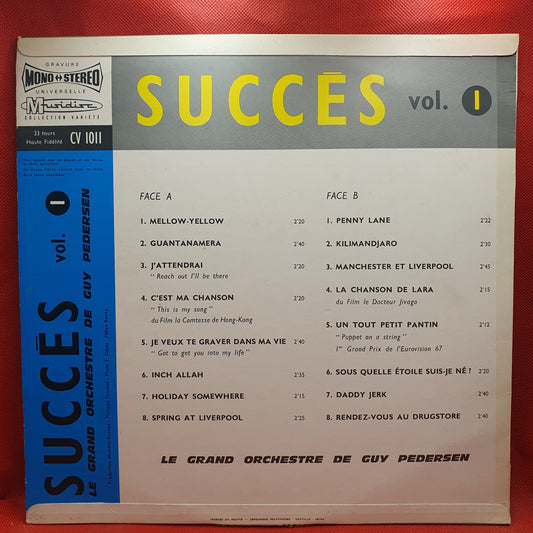 GRAVURE
MONO ↔ STEREO
UNIVERSELLE
Musidisc
COLLECTION VARIÉTÉ
33 tours
Haute Fidélité
CV 1011
SUCCÈS vol. 1
LE GRAND ORCHESTRE DE GUY PEDERSEN
SUCCĒS vol. 1
FACE A
1. MELLOW-YELLOW 2'20
2. GUANTANAMERA 2'40
3. J'ATTENDRAI 2'20
"Reach out I'll be there
4. C'EST MA CHANSON 2'20
"This is my song"
du Film la Comtesse de Hong-Kong
5. JE VEUX TE GRAVER DANS MA VIE 2'40
"Got to get you into my life"
6. INCH ALLAH 2'35
7. HOLIDAY SOMEWHERE 2'15
8. SPRING AT LIVERPOOL 2'25
FACE B
1. PENNY LANE 2'22
2. KILIMANDJARO 2'30
3. MANCHESTER ET LIVERPOOL 2'45
4. LA CHANSON DE LARA 2'15
du Film le Docteur Jivago
5. UN TOUT PETIT PANTIN 2'12
"Puppet on a string"
1er Grand Prix de l'Eurovision 67
6. SOUS QUELLE ÉTOILE SUIS-JE NÉ ? 2'20
7. DADDY JERK 2'40
8. RENDEZ-VOUS AU DRUGSTORE 2'40
LE GRAND ORCHESTRE DE GUY PEDERSEN